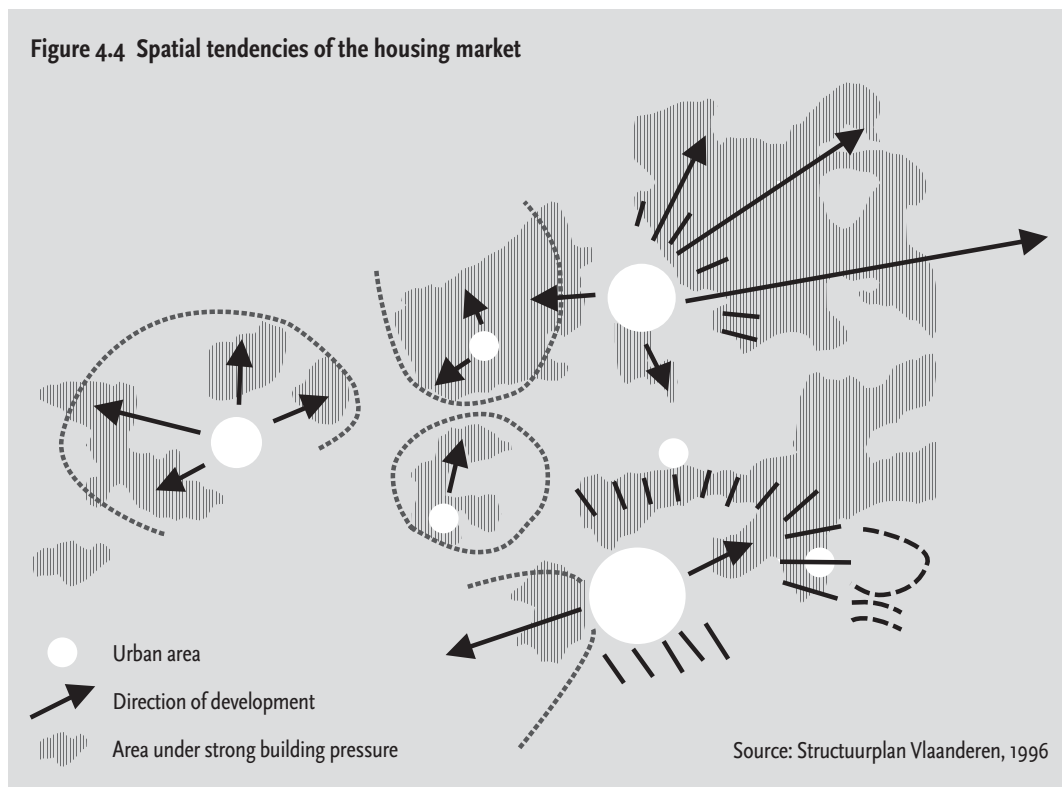 Figure 4.4 Spatial tendencies of the housing market
Urban area
Direction of development
Area under strong building pressure
Source: Structuurplan Vlaanderen, 1996